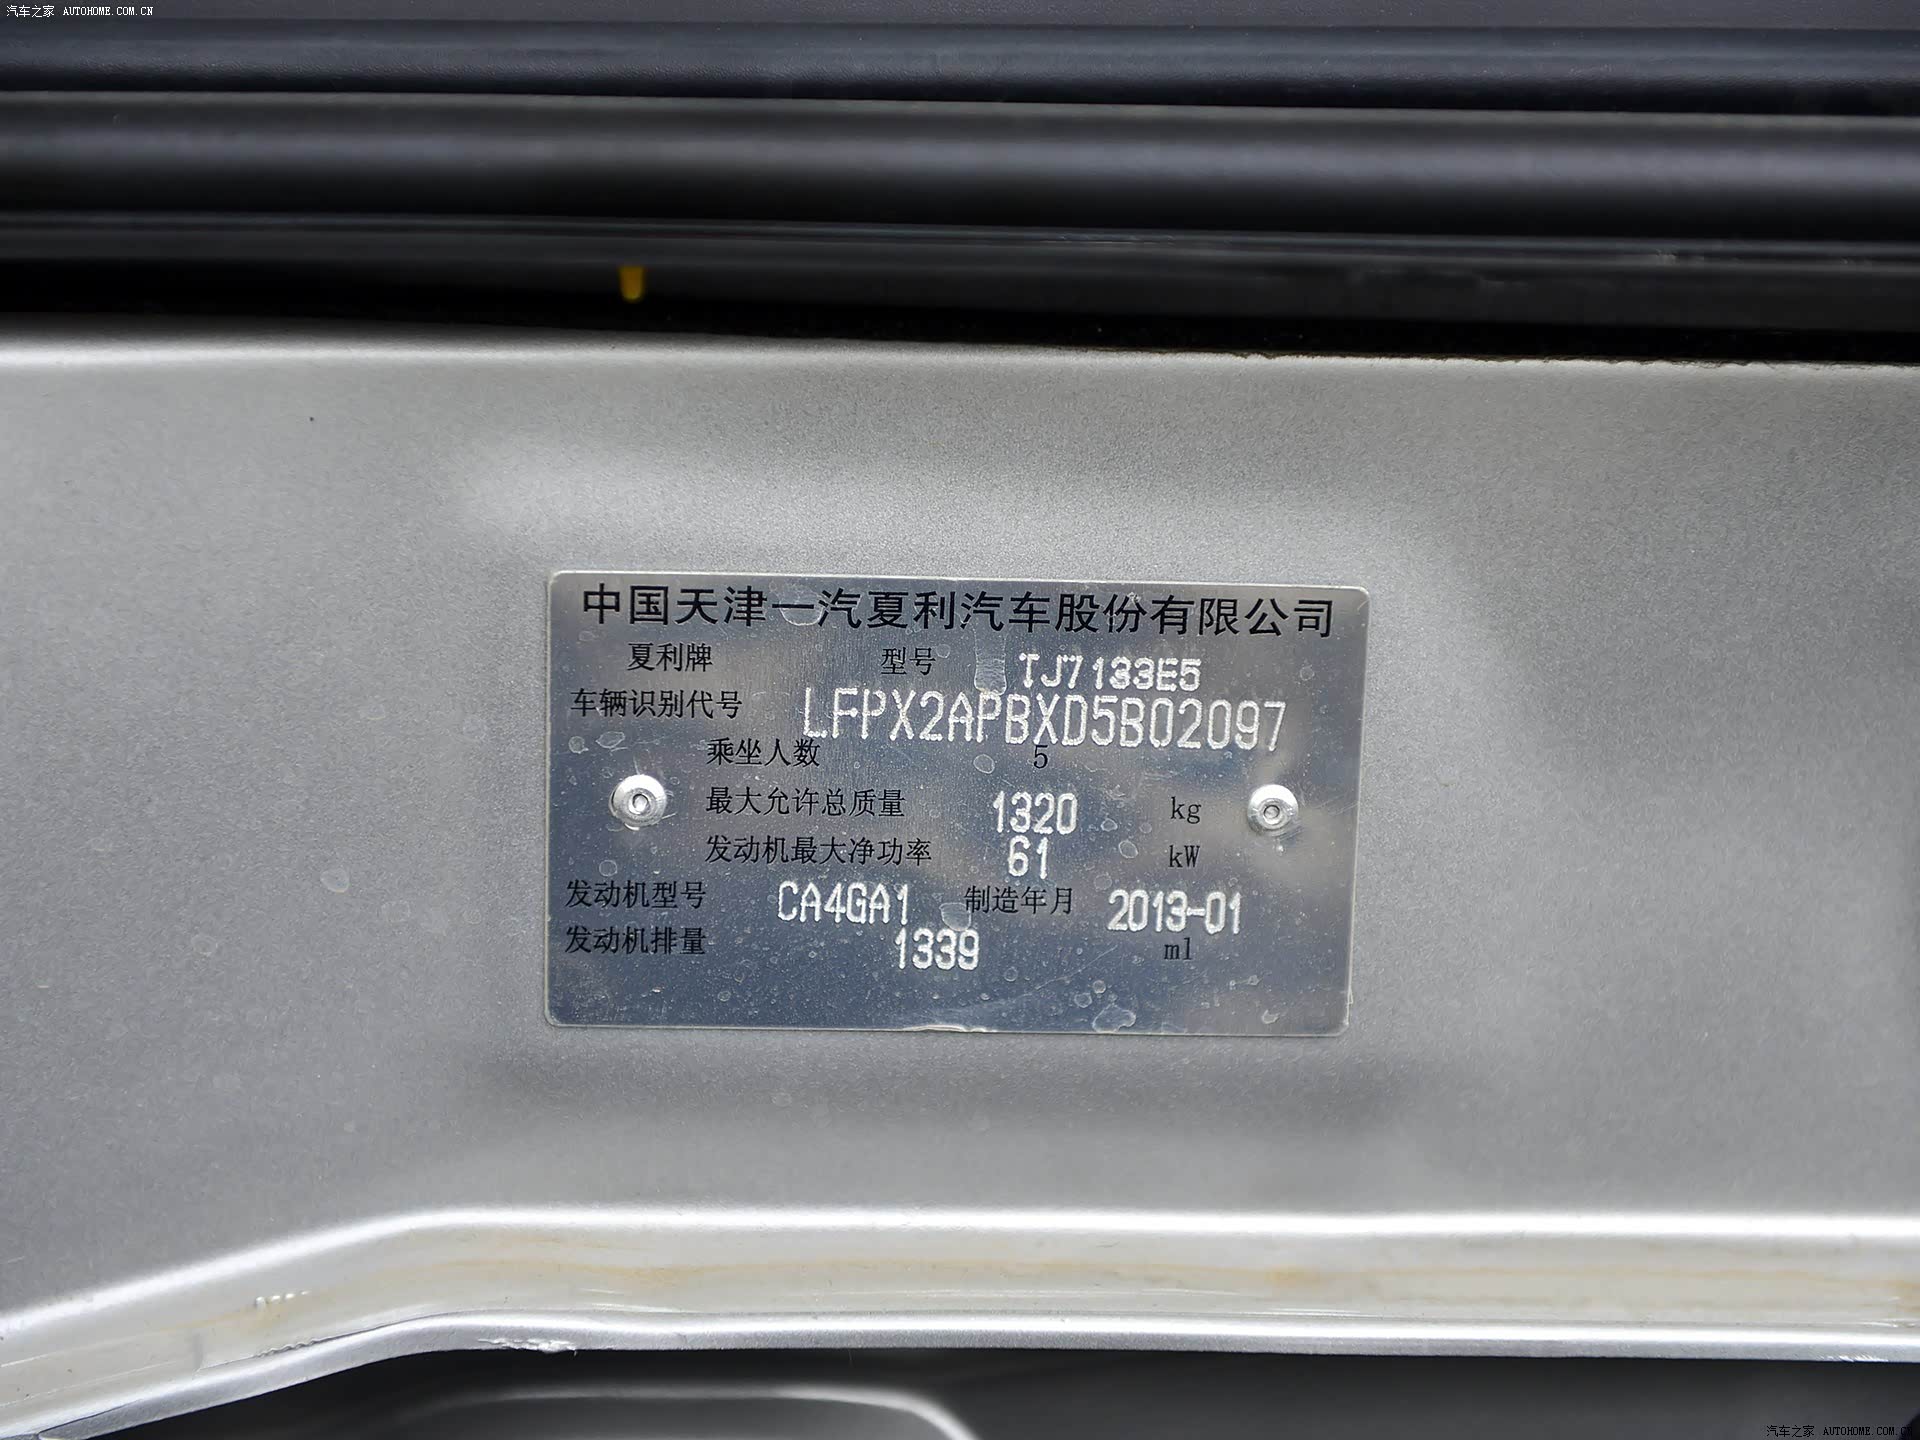 汽车之家 AUTOHOME.COM.CN
中国天津一汽夏利汽车股份有限公司
夏利牌 型号 TJ7133E5
车辆识别代号 LFPX2APBXD5B02097
乘坐人数 5
最大允许总质量 1320 kg
发动机最大净功率 61 kW
发动机型号 CA4GA1 制造年月 2013-01
发动机排量 1339 ml
汽车之家 AUTOHOME.COM.CN